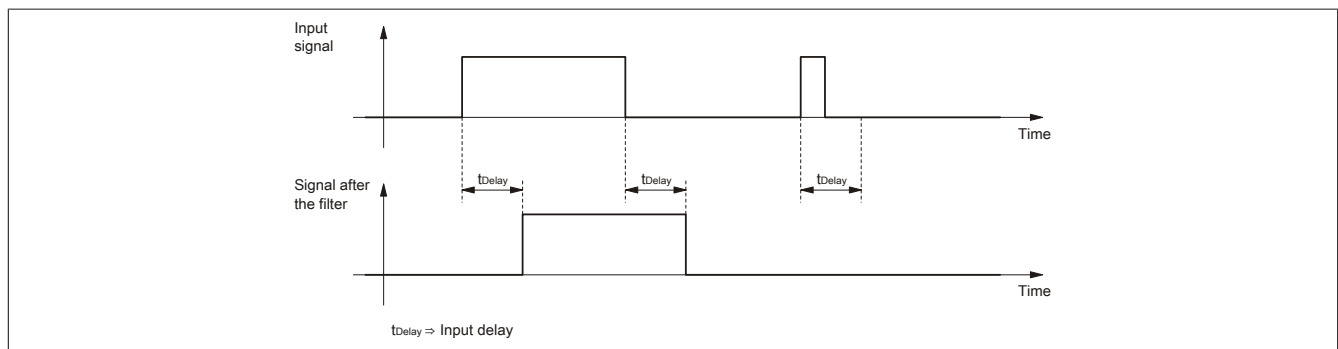 Input
signal
Time
tDelay
tDelay
tDelay
Signal after
the filter
Time
tDelay ⇒ Input delay